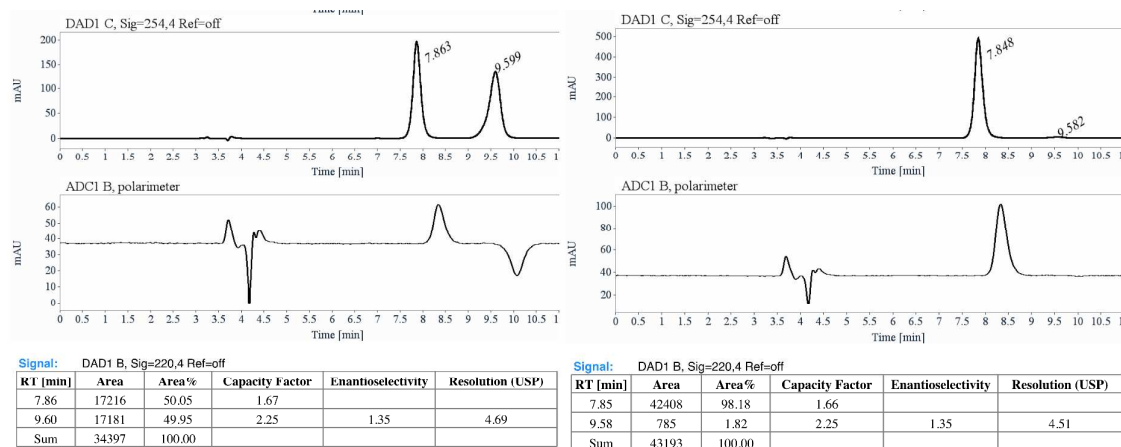 Time [min]
DAD1 C, Sig=254,4 Ref=off
mAU
200
150
100
50
0
7.863
9.599
0 0.5 1 1.5 2 2.5 3 3.5 4 4.5 5 5.5 6 6.5 7 7.5 8 8.5 9 9.5 10 10.5 1
Time [min]
ADC1 B, polarimeter
mAU
60
50
40
30
20
10
0
0 0.5 1 1.5 2 2.5 3 3.5 4 4.5 5 5.5 6 6.5 7 7.5 8 8.5 9 9.5 10 10.5 1
Time [min]
Signal: DAD1 B, Sig=220,4 Ref=off
RT [min] Area Area% Capacity Factor Enantioselectivity Resolution (USP)
7.86 17216 50.05 1.67
9.60 17181 49.95 2.25 1.35 4.69
Sum 34397 100.00
DAD1 C, Sig=254,4 Ref=off
mAU
500
400
300
200
100
0
7.848
9.582
0 0.5 1 1.5 2 2.5 3 3.5 4 4.5 5 5.5 6 6.5 7 7.5 8 8.5 9 9.5 10 10.5 1
Time [min]
ADC1 B, polarimeter
mAU
100
80
60
40
20
0 0.5 1 1.5 2 2.5 3 3.5 4 4.5 5 5.5 6 6.5 7 7.5 8 8.5 9 9.5 10 10.5 1
Time [min]
Signal: DAD1 B, Sig=220,4 Ref=off
RT [min] Area Area% Capacity Factor Enantioselectivity Resolution (USP)
7.85 42408 98.18 1.66
9.58 785 1.82 2.25 1.35 4.51
Sum 43193 100.00